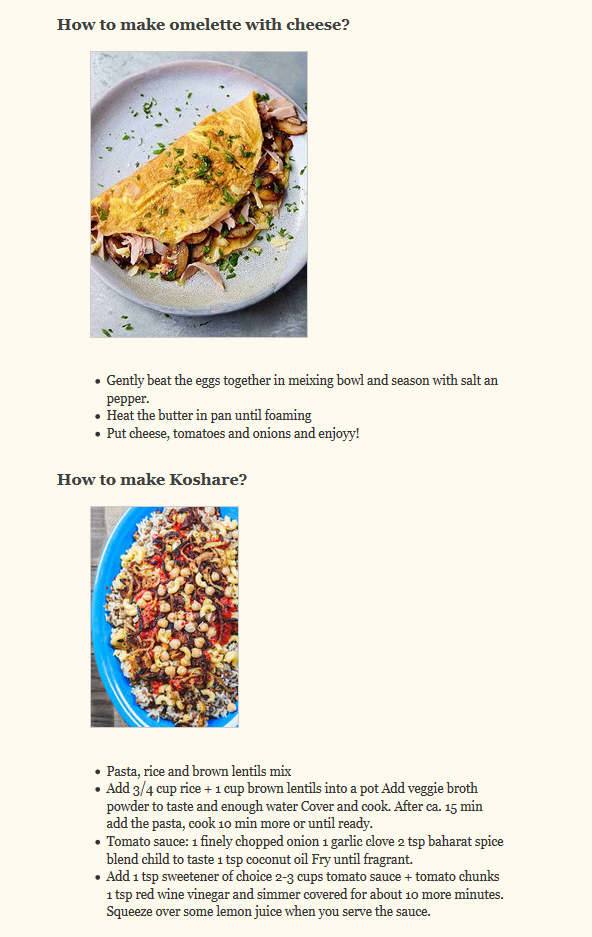 How to make omelette with cheese?
• Gently beat the eggs together in meixing bowl and season with salt an
pepper.
• Heat the butter in pan until foaming
• Put cheese, tomatoes and onions and enjoyy!
How to make Koshare?
• Pasta, rice and brown lentils mix
• Add 3/4 cup rice + 1 cup brown lentils into a pot Add veggie broth
powder to taste and enough water Cover and cook. After ca. 15 min
add the pasta, cook 10 min more or until ready.
• Tomato sauce: 1 finely chopped onion 1 garlic clove 2 tsp baharat spice
blend child to taste 1 tsp coconut oil Fry until fragrant.
• Add 1 tsp sweetener of choice 2-3 cups tomato sauce + tomato chunks
1 tsp red wine vinegar and simmer covered for about 10 more minutes.
Squeeze over some lemon juice when you serve the sauce.